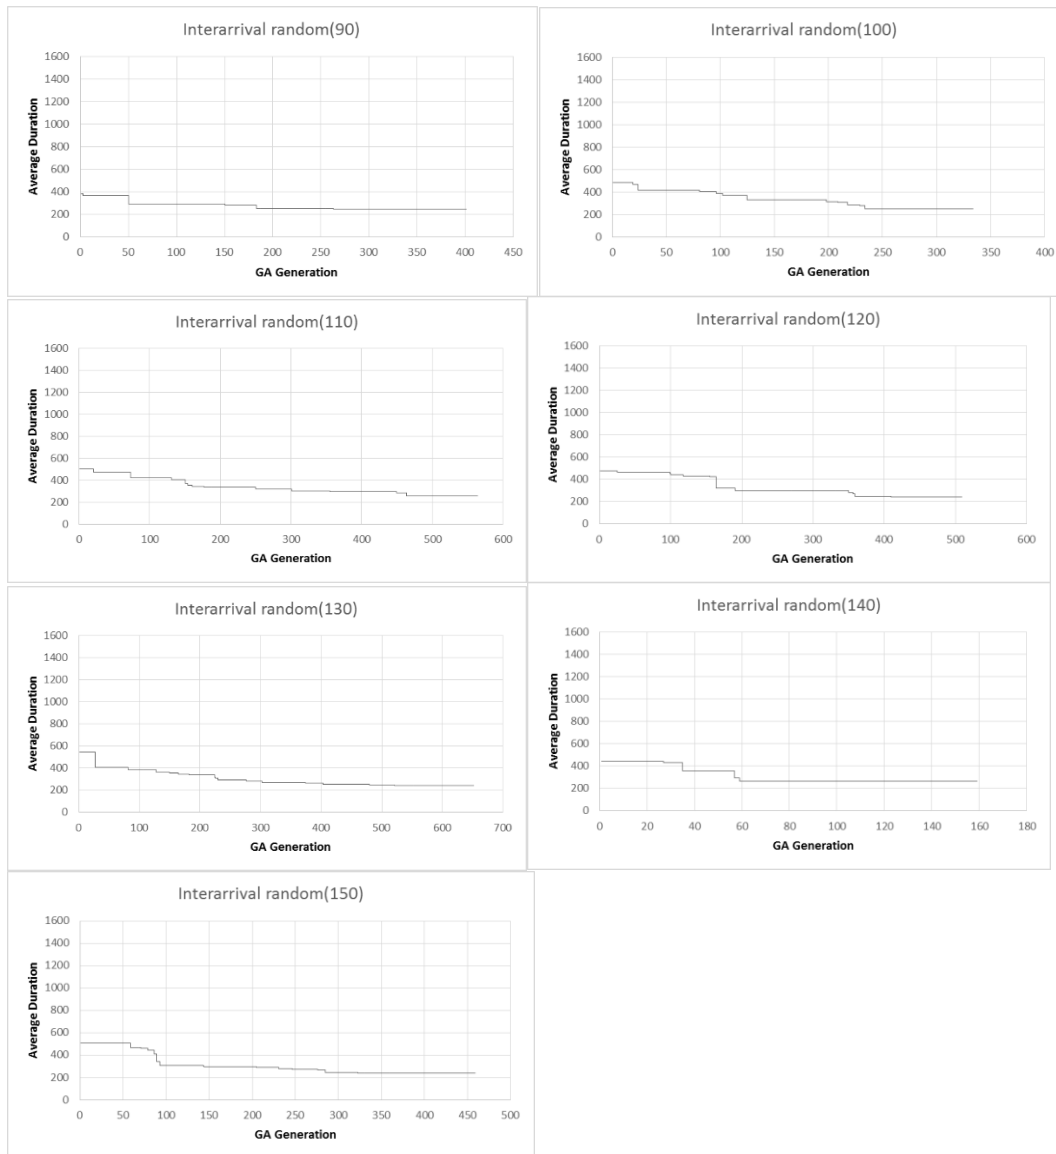 Interarrival random(90)
1600
1400
1200
1000
800
600
400
200
0
Average Duration
0 50 100 150 200 250 300 350 400 450
GA Generation
Interarrival random(100)
1600
1400
1200
1000
800
600
400
200
0
Average Duration
0 50 100 150 200 250 300 350 400
GA Generation
Interarrival random(110)
1600
1400
1200
1000
800
600
400
200
0
Average Duration
0 100 200 300 400 500 600
GA Generation
Interarrival random(120)
1600
1400
1200
1000
800
600
400
200
0
Average Duration
0 100 200 300 400 500 600
GA Generation
Interarrival random(130)
1600
1400
1200
1000
800
600
400
200
0
Average Duration
0 100 200 300 400 500 600 700
GA Generation
Interarrival random(140)
1600
1400
1200
1000
800
600
400
200
0
Average Duration
0 20 40 60 80 100 120 140 160 180
GA Generation
Interarrival random(150)
1600
1400
1200
1000
800
600
400
200
0
Average Duration
0 50 100 150 200 250 300 350 400 450 500
GA Generation